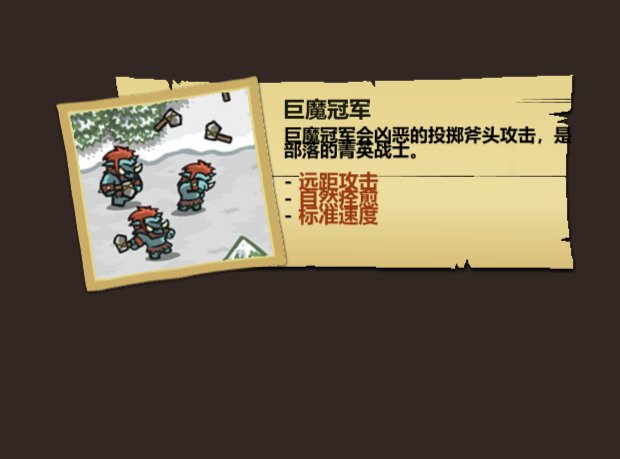 巨魔冠军
巨魔冠军会凶恶的投掷斧头攻击，是
部落的菁英战士。
- 远距攻击
- 自然痊愈
- 标准速度